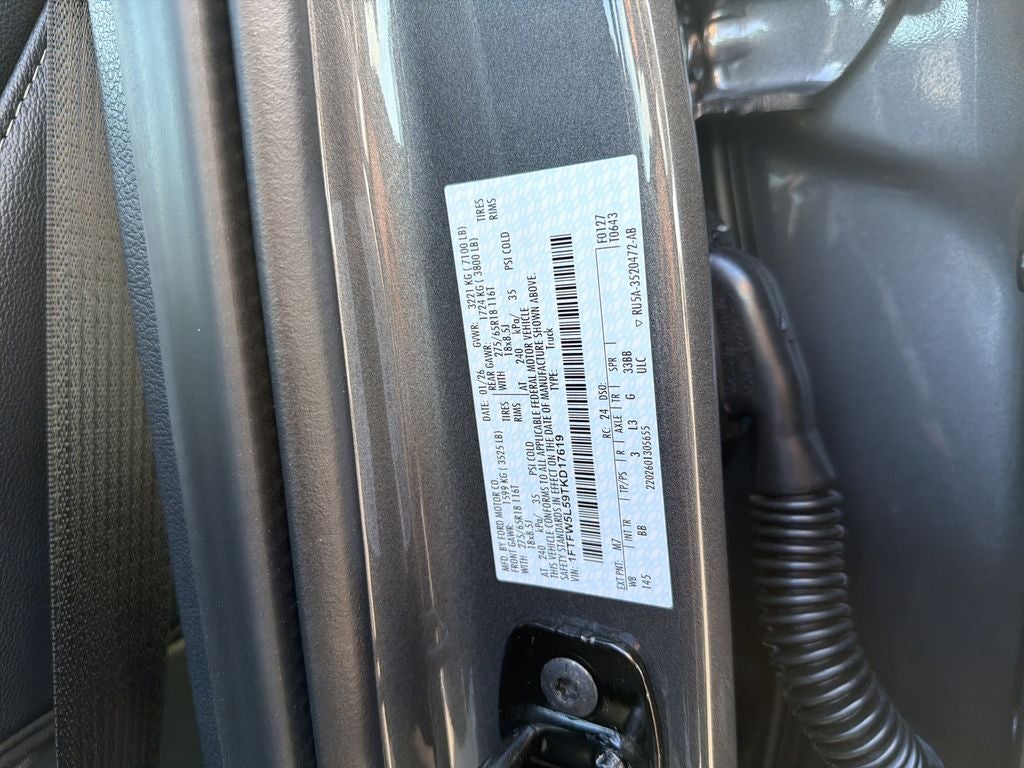 MFD. BY FORD MOTOR CO. DATE: 01/26 GVWR: 3221 KG ( 7100 LB)
FRONT GAWR: 1599 KG ( 3525 LB) REAR GAWR: 1724 KG ( 3800 LB)
WITH 275/65R18 116T TIRES WITH 275/65R18 116T TIRES
18x8.5J RIMS 18x8.5J RIMS
AT 240 kPa/ 35 PSI COLD AT 240 kPa/ 35 PSI COLD
THIS VEHICLE CONFORMS TO ALL APPLICABLE FEDERAL MOTOR VEHICLE
SAFETY STANDARDS IN EFFECT ON THE DATE OF MANUFACTURE SHOWN ABOVE.
VIN: 1FTFW5L59TKD17619 TYPE: Truck
F0127
T0643
EXT PNT: M7 RC: 24 DSO:
WB INT TR TP/PS R AXLE TR SPR
145 BB 3 L3 G 33BB
2202601305655 ULC
▽ RU5A-3520472-AB